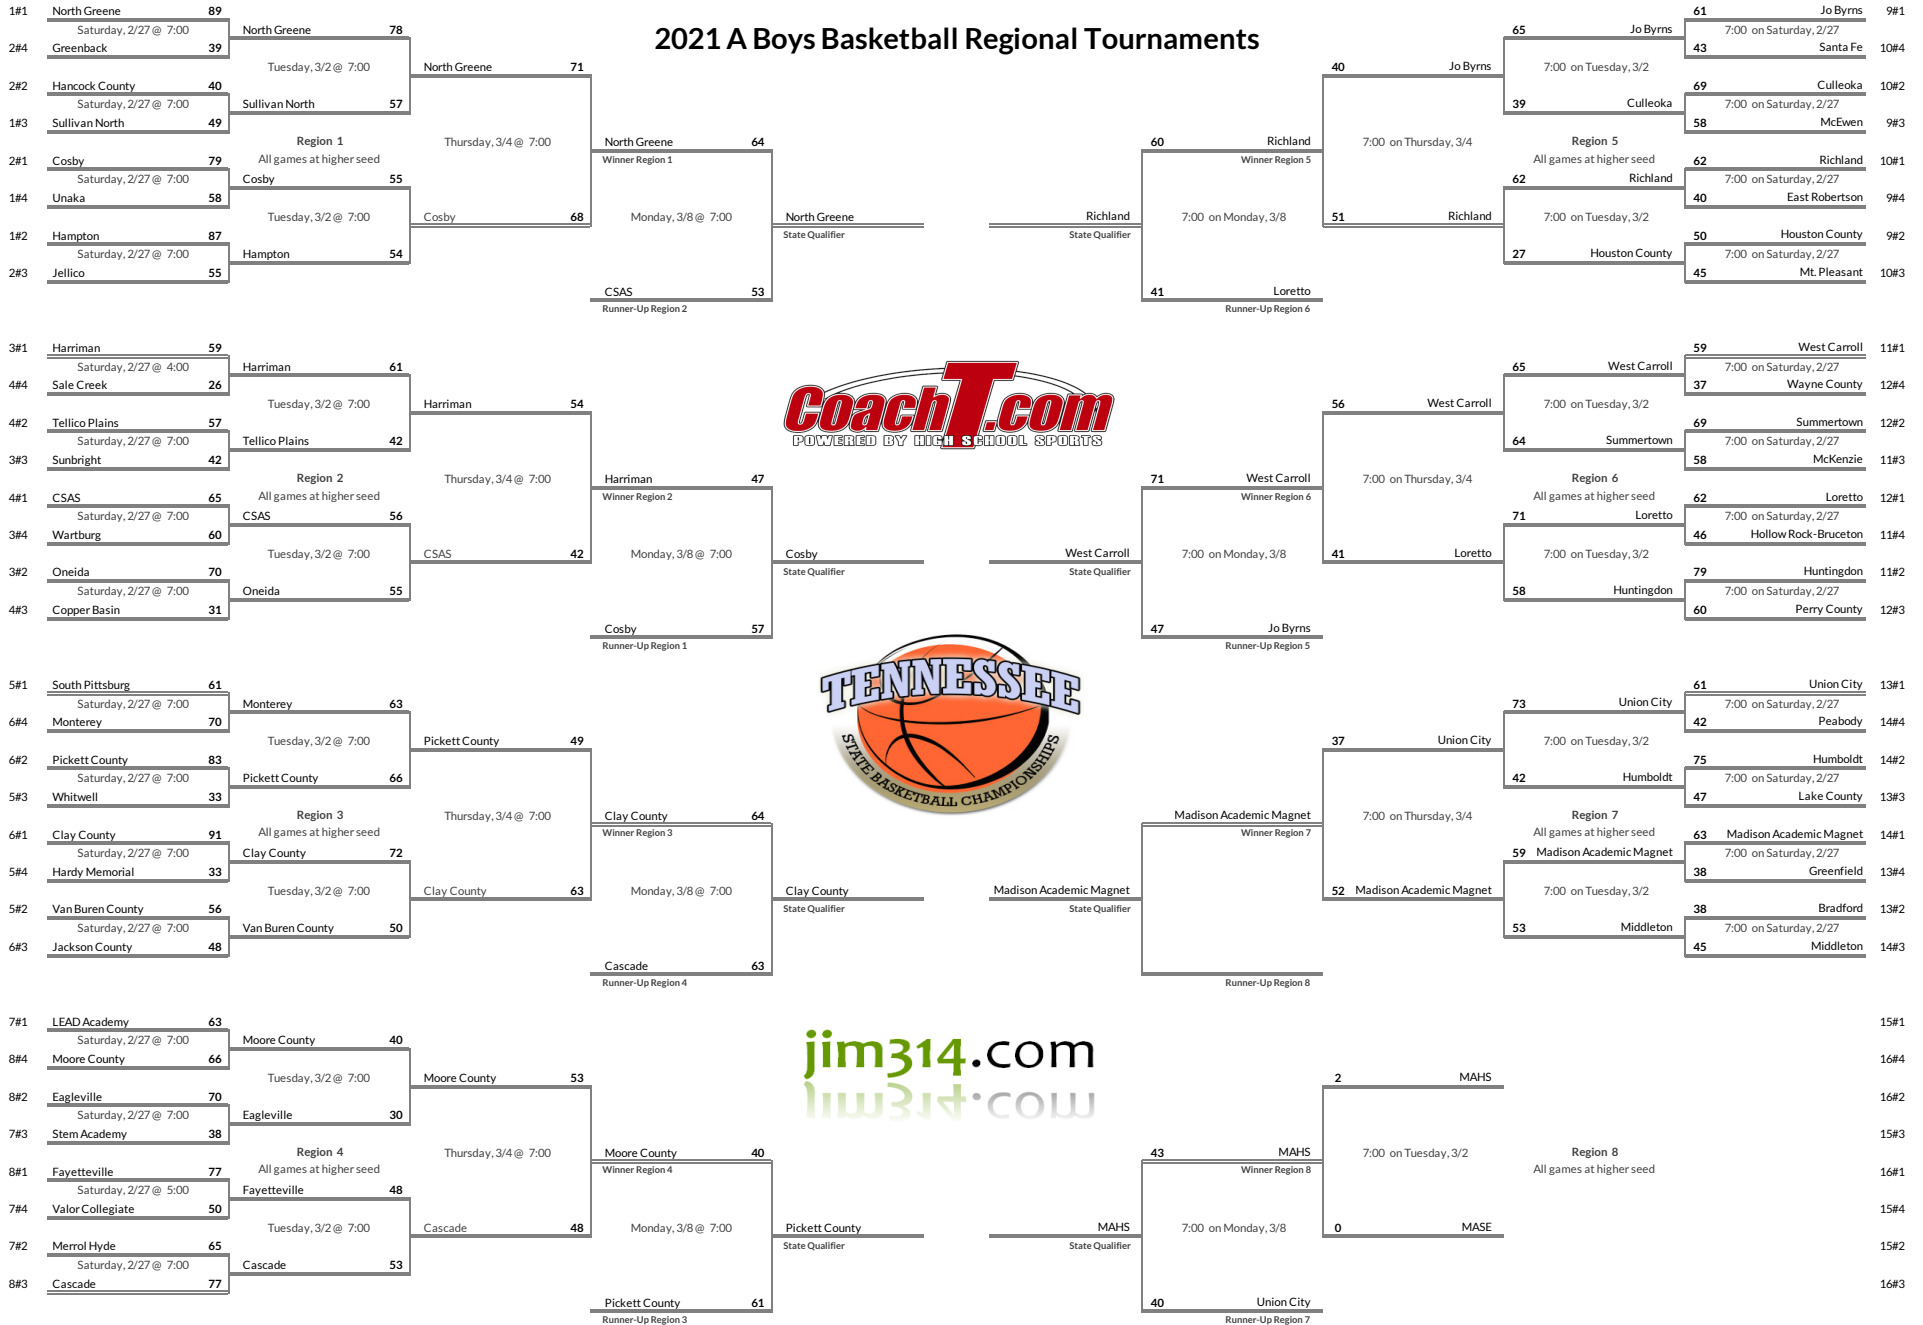 2021 A Boys Basketball Regional Tournaments
1#1 North Greene 89
Saturday, 2/27 @ 7:00
2#4 Greenback 39
2#2 Hancock County 40
Saturday, 2/27 @ 7:00
1#3 Sullivan North 49
2#1 Cosby 79
Saturday, 2/27 @ 7:00
1#4 Unaka 58
1#2 Hampton 87
Saturday, 2/27 @ 7:00
2#3 Jellico 55
North Greene 78
Tuesday, 3/2 @ 7:00
Sullivan North 57
Region 1
All games at higher seed
Cosby 55
Tuesday, 3/2 @ 7:00
Hampton 54
North Greene 71
Thursday, 3/4 @ 7:00
Cosby 68
North Greene 64
Winner Region 1
Monday, 3/8 @ 7:00
CSAS 53
Runner-Up Region 2
North Greene
State Qualifier
3#1 Harriman 59
Saturday, 2/27 @ 4:00
4#4 Sale Creek 26
4#2 Tellico Plains 57
Saturday, 2/27 @ 7:00
3#3 Sunbright 42
4#1 CSAS 65
Saturday, 2/27 @ 7:00
3#4 Wartburg 60
3#2 Oneida 70
Saturday, 2/27 @ 7:00
4#3 Copper Basin 31
Harriman 61
Tuesday, 3/2 @ 7:00
Tellico Plains 42
Region 2
All games at higher seed
CSAS 56
Tuesday, 3/2 @ 7:00
Oneida 55
Harriman 54
Thursday, 3/4 @ 7:00
CSAS 42
Harriman 47
Winner Region 2
Monday, 3/8 @ 7:00
Cosby 57
Runner-Up Region 1
Cosby
State Qualifier
5#1 South Pittsburg 61
Saturday, 2/27 @ 7:00
6#4 Monterey 70
6#2 Pickett County 83
Saturday, 2/27 @ 7:00
5#3 Whitwell 33
6#1 Clay County 91
Saturday, 2/27 @ 7:00
5#4 Hardy Memorial 33
5#2 Van Buren County 56
Saturday, 2/27 @ 7:00
6#3 Jackson County 48
Monterey 63
Tuesday, 3/2 @ 7:00
Pickett County 66
Region 3
All games at higher seed
Clay County 72
Tuesday, 3/2 @ 7:00
Van Buren County 50
Pickett County 49
Thursday, 3/4 @ 7:00
Clay County 63
Clay County 64
Winner Region 3
Monday, 3/8 @ 7:00
Cascade 63
Runner-Up Region 4
Clay County
State Qualifier
7#1 LEAD Academy 63
Saturday, 2/27 @ 7:00
8#4 Moore County 66
8#2 Eagleville 70
Saturday, 2/27 @ 7:00
7#3 Stem Academy 38
8#1 Fayetteville 77
Saturday, 2/27 @ 5:00
7#4 Valor Collegiate 50
7#2 Merrol Hyde 65
Saturday, 2/27 @ 7:00
8#3 Cascade 77
Moore County 40
Tuesday, 3/2 @ 7:00
Eagleville 30
Region 4
All games at higher seed
Fayetteville 48
Tuesday, 3/2 @ 7:00
Cascade 53
Moore County 53
Thursday, 3/4 @ 7:00
Cascade 48
Moore County 40
Winner Region 4
Monday, 3/8 @ 7:00
Pickett County 61
Runner-Up Region 3
Pickett County
State Qualifier
CoachT.com
POWERED BY HIGH SCHOOL SPORTS
TENNESSEE
STATE BASKETBALL CHAMPIONSHIPS
jim314.com
61 Jo Byrns 9#1
7:00 on Saturday, 2/27
43 Santa Fe 10#4
69 Culleoka 10#2
7:00 on Saturday, 2/27
58 McEwen 9#3
62 Richland 10#1
7:00 on Saturday, 2/27
40 East Robertson 9#4
50 Houston County 9#2
7:00 on Saturday, 2/27
45 Mt. Pleasant 10#3
65 Jo Byrns
7:00 on Tuesday, 3/2
39 Culleoka
Region 5
All games at higher seed
62 Richland
7:00 on Tuesday, 3/2
27 Houston County
40 Jo Byrns
7:00 on Thursday, 3/4
51 Richland
60 Richland
Winner Region 5
7:00 on Monday, 3/8
41 Loretto
Runner-Up Region 6
Richland
State Qualifier
59 West Carroll 11#1
7:00 on Saturday, 2/27
37 Wayne County 12#4
69 Summertown 12#2
7:00 on Saturday, 2/27
58 McKenzie 11#3
62 Loretto 12#1
7:00 on Saturday, 2/27
46 Hollow Rock-Bruceton 11#4
79 Huntingdon 11#2
7:00 on Saturday, 2/27
60 Perry County 12#3
65 West Carroll
7:00 on Tuesday, 3/2
64 Summertown
Region 6
All games at higher seed
71 Loretto
7:00 on Tuesday, 3/2
58 Huntingdon
56 West Carroll
7:00 on Thursday, 3/4
41 Loretto
71 West Carroll
Winner Region 6
7:00 on Monday, 3/8
47 Jo Byrns
Runner-Up Region 5
West Carroll
State Qualifier
61 Union City 13#1
7:00 on Saturday, 2/27
42 Peabody 14#4
75 Humboldt 14#2
7:00 on Saturday, 2/27
47 Lake County 13#3
63 Madison Academic Magnet 14#1
7:00 on Saturday, 2/27
38 Greenfield 13#4
38 Bradford 13#2
7:00 on Saturday, 2/27
45 Middleton 14#3
73 Union City
7:00 on Tuesday, 3/2
42 Humboldt
Region 7
All games at higher seed
59 Madison Academic Magnet
7:00 on Tuesday, 3/2
53 Middleton
37 Union City
7:00 on Thursday, 3/4
52 Madison Academic Magnet
Madison Academic Magnet
Winner Region 7
Runner-Up Region 8
Madison Academic Magnet
State Qualifier
15#1
16#4
16#2
15#3
16#1
15#4
15#2
16#3
Region 8
All games at higher seed
2 MAHS
7:00 on Tuesday, 3/2
0 MASE
43 MAHS
Winner Region 8
7:00 on Monday, 3/8
40 Union City
Runner-Up Region 7
MAHS
State Qualifier